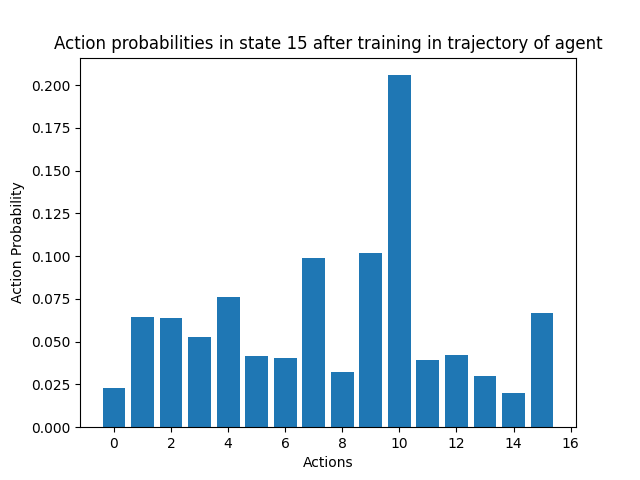 Action probabilities in state 15 after training in trajectory of agent
0.200
0.175
0.150
0.125
0.100
0.075
0.050
0.025
0.000
Action Probability
0 2 4 6 8 10 12 14 16
Actions